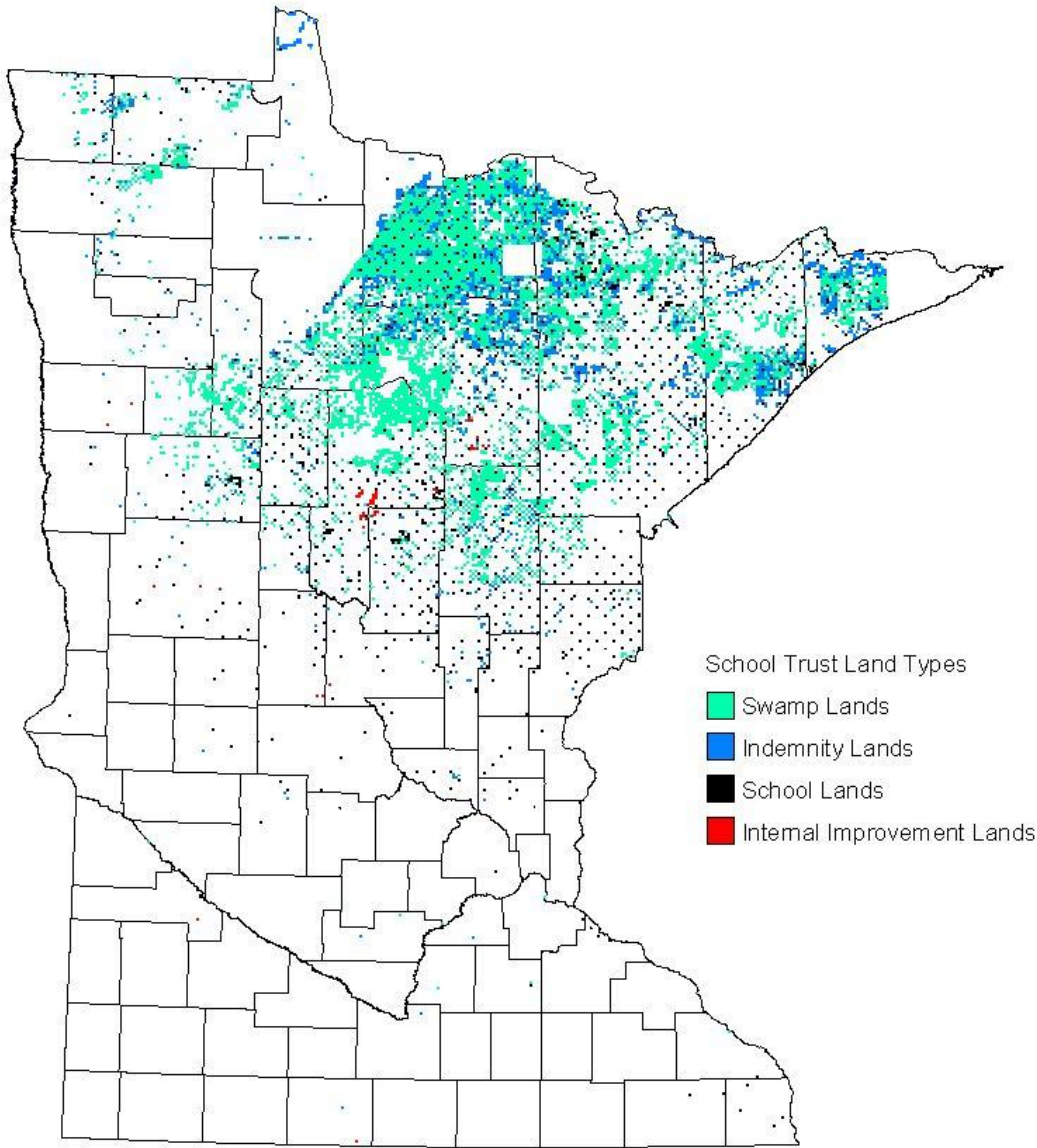 School Trust Land Types
Swamp Lands
Indemnity Lands
School Lands
Internal Improvement Lands